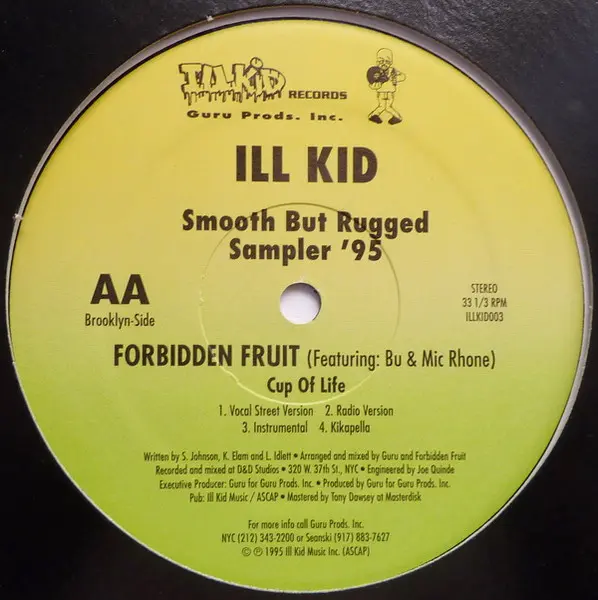 ILL KID RECORDS
Guru Prods. Inc.
ILL KID
Smooth But Rugged
Sampler '95
AA
Brooklyn-Side
STEREO
33 1/3 RPM
ILLKID003
FORBIDDEN FRUIT (Featuring: Bu & Mic Rhone)
Cup Of Life
1. Vocal Street Version 2. Radio Version
3. Instrumental 4. Kikapella
Written by S. Johnson, K. Elam and L. Idlett • Arranged and mixed by Guru and Forbidden Fruit
Recorded and mixed at D&D Studios • 320 W. 37th St., NYC • Engineered by Joe Quinde
Executive Producer: Guru for Guru Prods. Inc. • Produced by Guru for Guru Prods. Inc.
Pub: Ill Kid Music / ASCAP • Mastered by Tony Dawsey at Masterdisk
For more info call Guru Prods. Inc.
NYC (212) 343-2200 or Seanski (917) 883-7627
© ℗ 1995 Ill Kid Music Inc. (ASCAP)